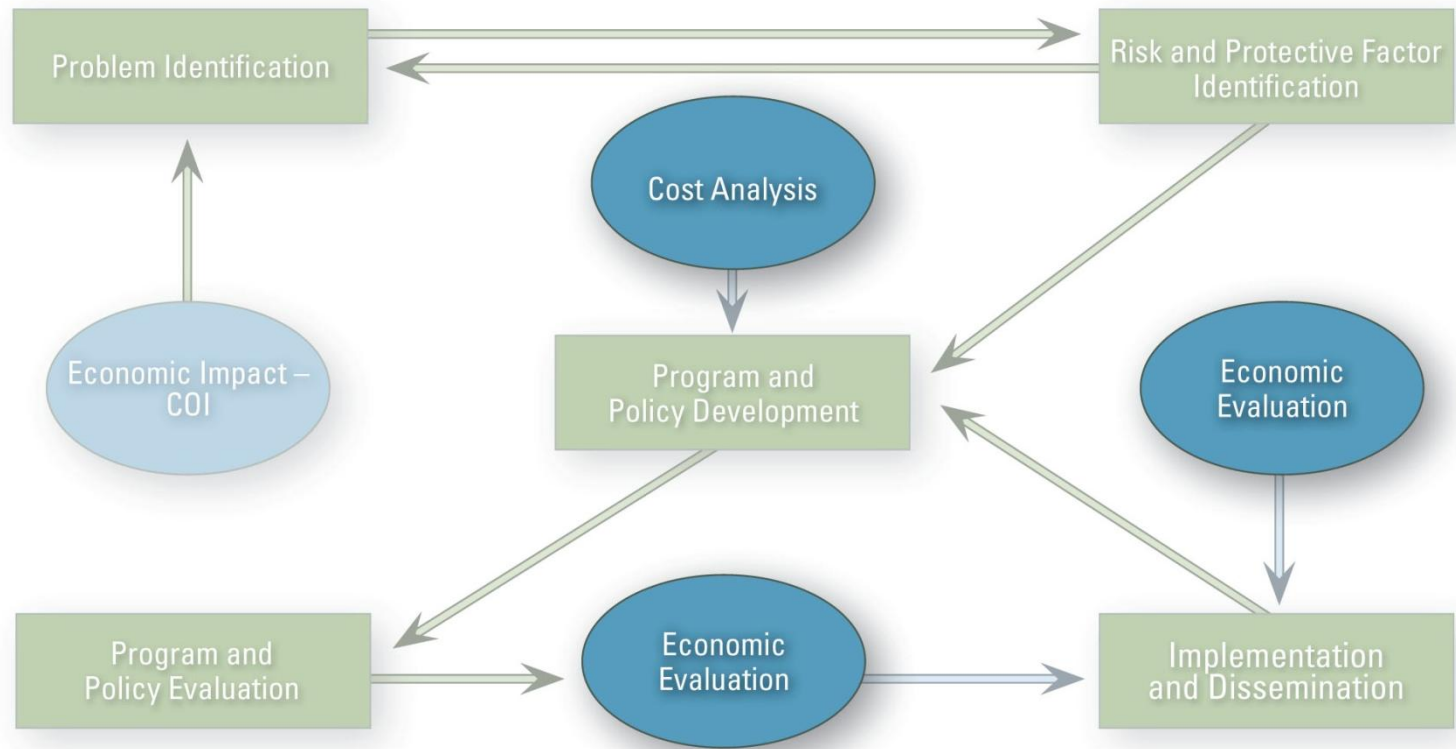 Problem Identification
Risk and Protective Factor
Identification
Cost Analysis
Economic Impact –
COI
Program and
Policy Development
Economic
Evaluation
Program and
Policy Evaluation
Economic
Evaluation
Implementation
and Dissemination